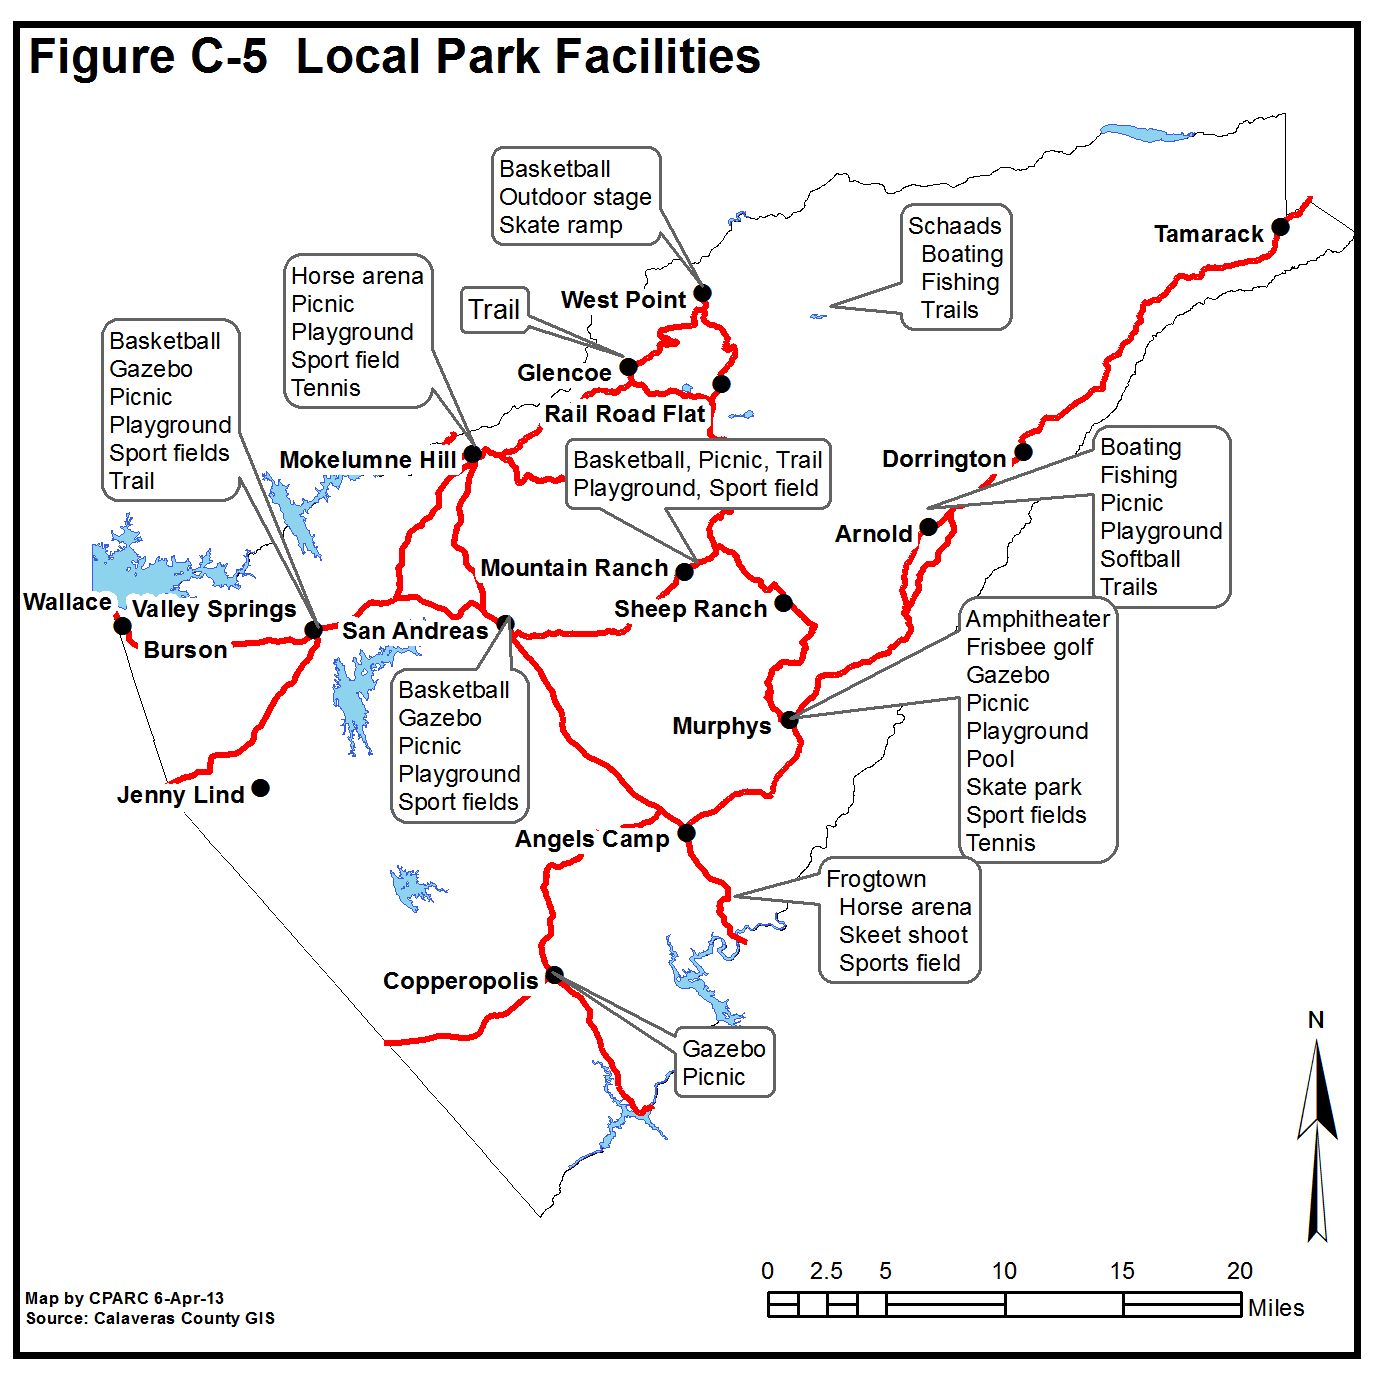 Figure C-5  Local Park Facilities
Basketball
Outdoor stage
Skate ramp
Schaads
Boating
Fishing
Trails
Tamarack
Horse arena
Picnic
Playground
Sport field
Tennis
Trail
West Point
Basketball
Gazebo
Picnic
Playground
Sport fields
Trail
Glencoe
Rail Road Flat
Mokelumne Hill
Basketball, Picnic, Trail
Playground, Sport field
Dorrington
Boating
Fishing
Picnic
Playground
Softball
Trails
Arnold
Mountain Ranch
Sheep Ranch
Wallace
Valley Springs
Burson
San Andreas
Basketball
Gazebo
Picnic
Playground
Sport fields
Amphitheater
Frisbee golf
Gazebo
Picnic
Playground
Pool
Skate park
Sport fields
Tennis
Murphys
Jenny Lind
Angels Camp
Frogtown
Horse arena
Skeet shoot
Sports field
Copperopolis
Gazebo
Picnic
N
0 2.5 5 10 15 20
Miles
Map by CPARC 6-Apr-13
Source: Calaveras County GIS